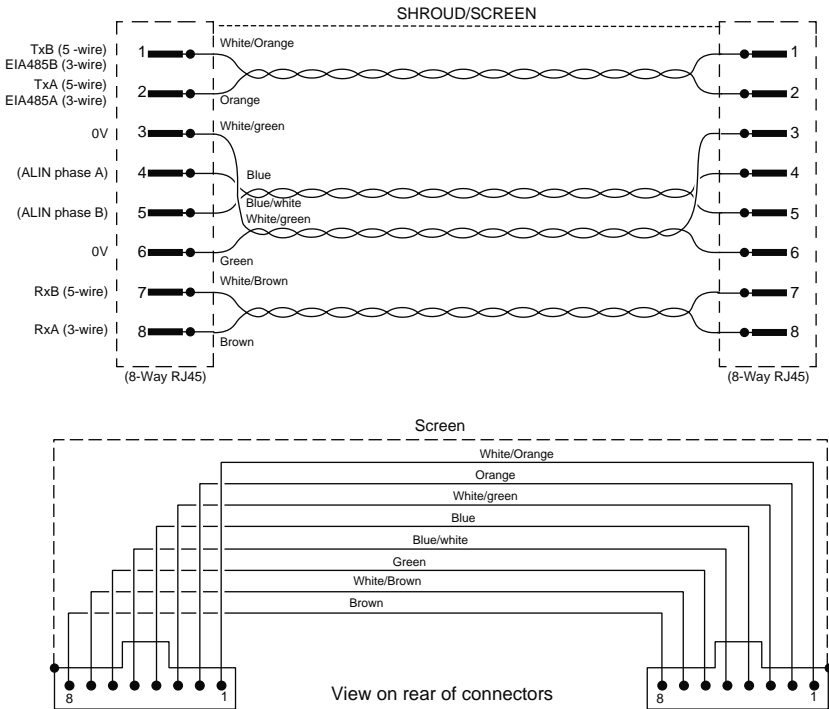 SHROUD/SCREEN
TxB (5 -wire)
EIA485B (3-wire)
1
White/Orange
1
TxA (5-wire)
EIA485A (3-wire)
2
Orange
2
0V
3
White/green
3
(ALIN phase A)
4
Blue
4
(ALIN phase B)
5
Blue/white
5
White/green
0V
6
Green
6
RxB (5-wire)
7
White/Brown
7
RxA (3-wire)
8
Brown
8
(8-Way RJ45)
(8-Way RJ45)
Screen
White/Orange
Orange
White/green
Blue
Blue/white
Green
White/Brown
Brown
8
1
View on rear of connectors
8
1